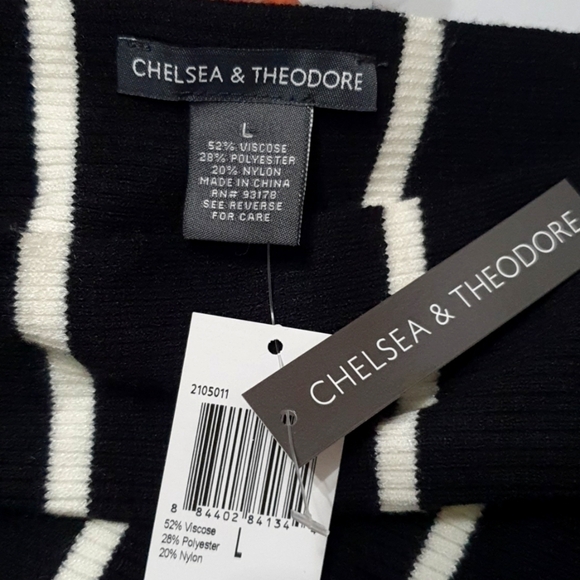 CHELSEA & THEODORE
L
52% VISCOSE
28% POLYESTER
20% NYLON
MADE IN CHINA
RN# 93178
SEE REVERSE
FOR CARE
CHELSEA & THEODORE
2105011
8 84402 84134
52% Viscose
28% Polyester
20% Nylon
L